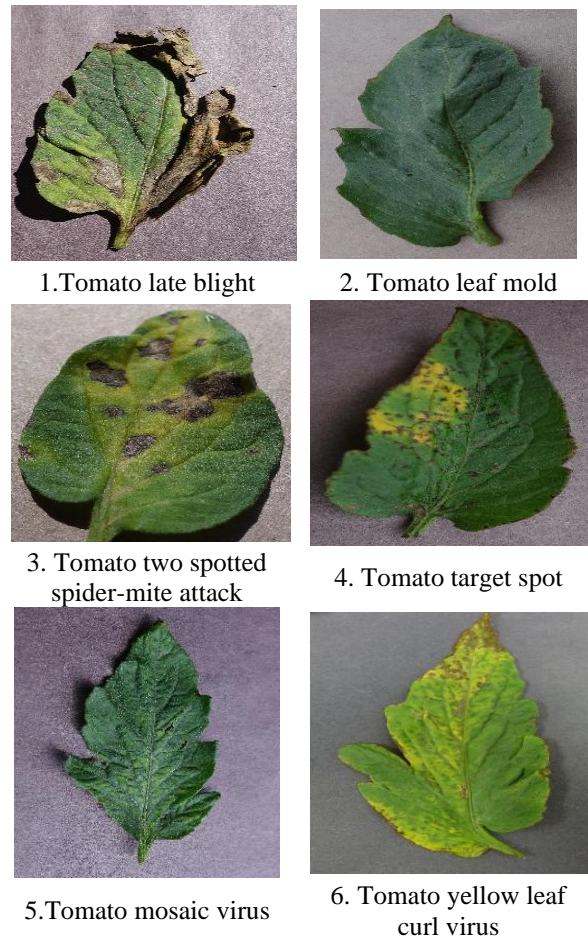 1.Tomato late blight
2. Tomato leaf mold
3. Tomato two spotted
spider-mite attack
4. Tomato target spot
5.Tomato mosaic virus
6. Tomato yellow leaf
curl virus